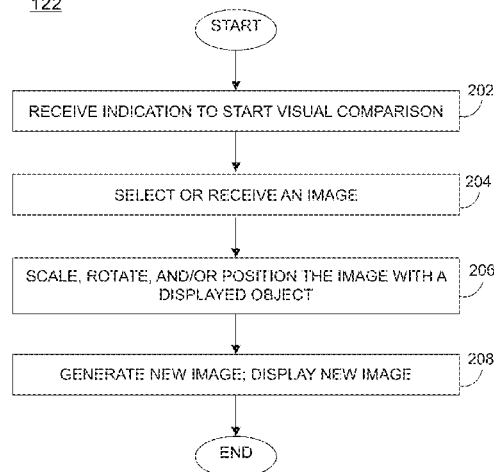 122
START
RECEIVE INDICATION TO START VISUAL COMPARISON
202
SELECT OR RECEIVE AN IMAGE
204
SCALE, ROTATE, AND/OR POSITION THE IMAGE WITH A
DISPLAYED OBJECT
206
GENERATE NEW IMAGE; DISPLAY NEW IMAGE
208
END